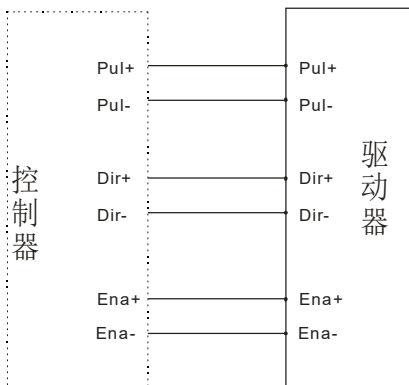 Pul+ Pul+
Pul- Pul-
Dir+ Dir+
Dir- Dir-
Ena+ Ena+
Ena- Ena-
控制器
驱动器